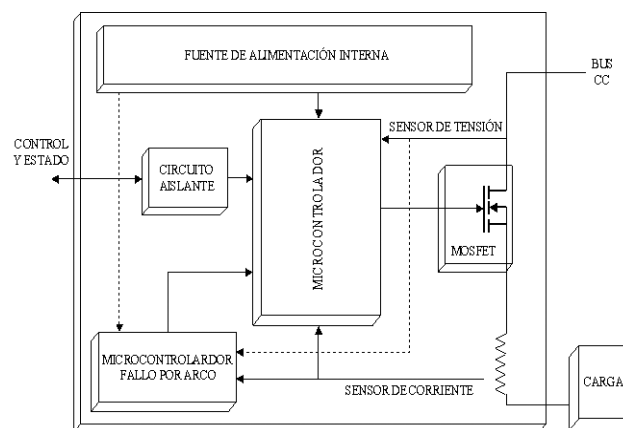 FUENTE DE ALIMENTACIÓN INTERNA
BUS
CC
CONTROL
Y ESTADO
SENSOR DE TENSIÓN
CIRCUITO
AISLANTE
MICROCONTROLADOR
MOSFET
MICROCONTROLARDOR
FALLO POR ARCO
SENSOR DE CORRIENTE
CARGA